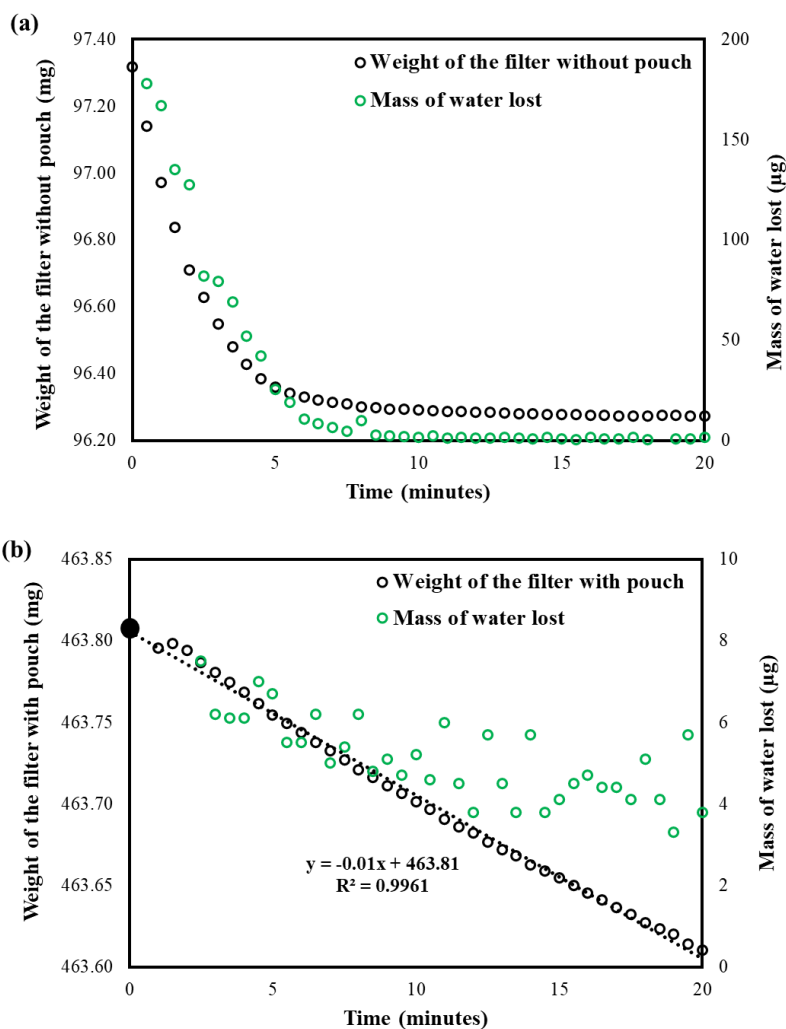 (a)
Weight of the filter without pouch (mg)
97.40
97.20
97.00
96.80
96.60
96.40
96.20
Weight of the filter without pouch
Mass of water lost
200
150
100
50
0
Mass of water lost (µg)
0
5
10
15
20
Time (minutes)
(b)
Weight of the filter with pouch (mg)
463.85
463.80
463.75
463.70
463.65
463.60
Weight of the filter with pouch
Mass of water lost
y = -0.01x + 463.81
R² = 0.9961
10
8
6
4
2
0
Mass of water lost (µg)
0
5
10
15
20
Time (minutes)